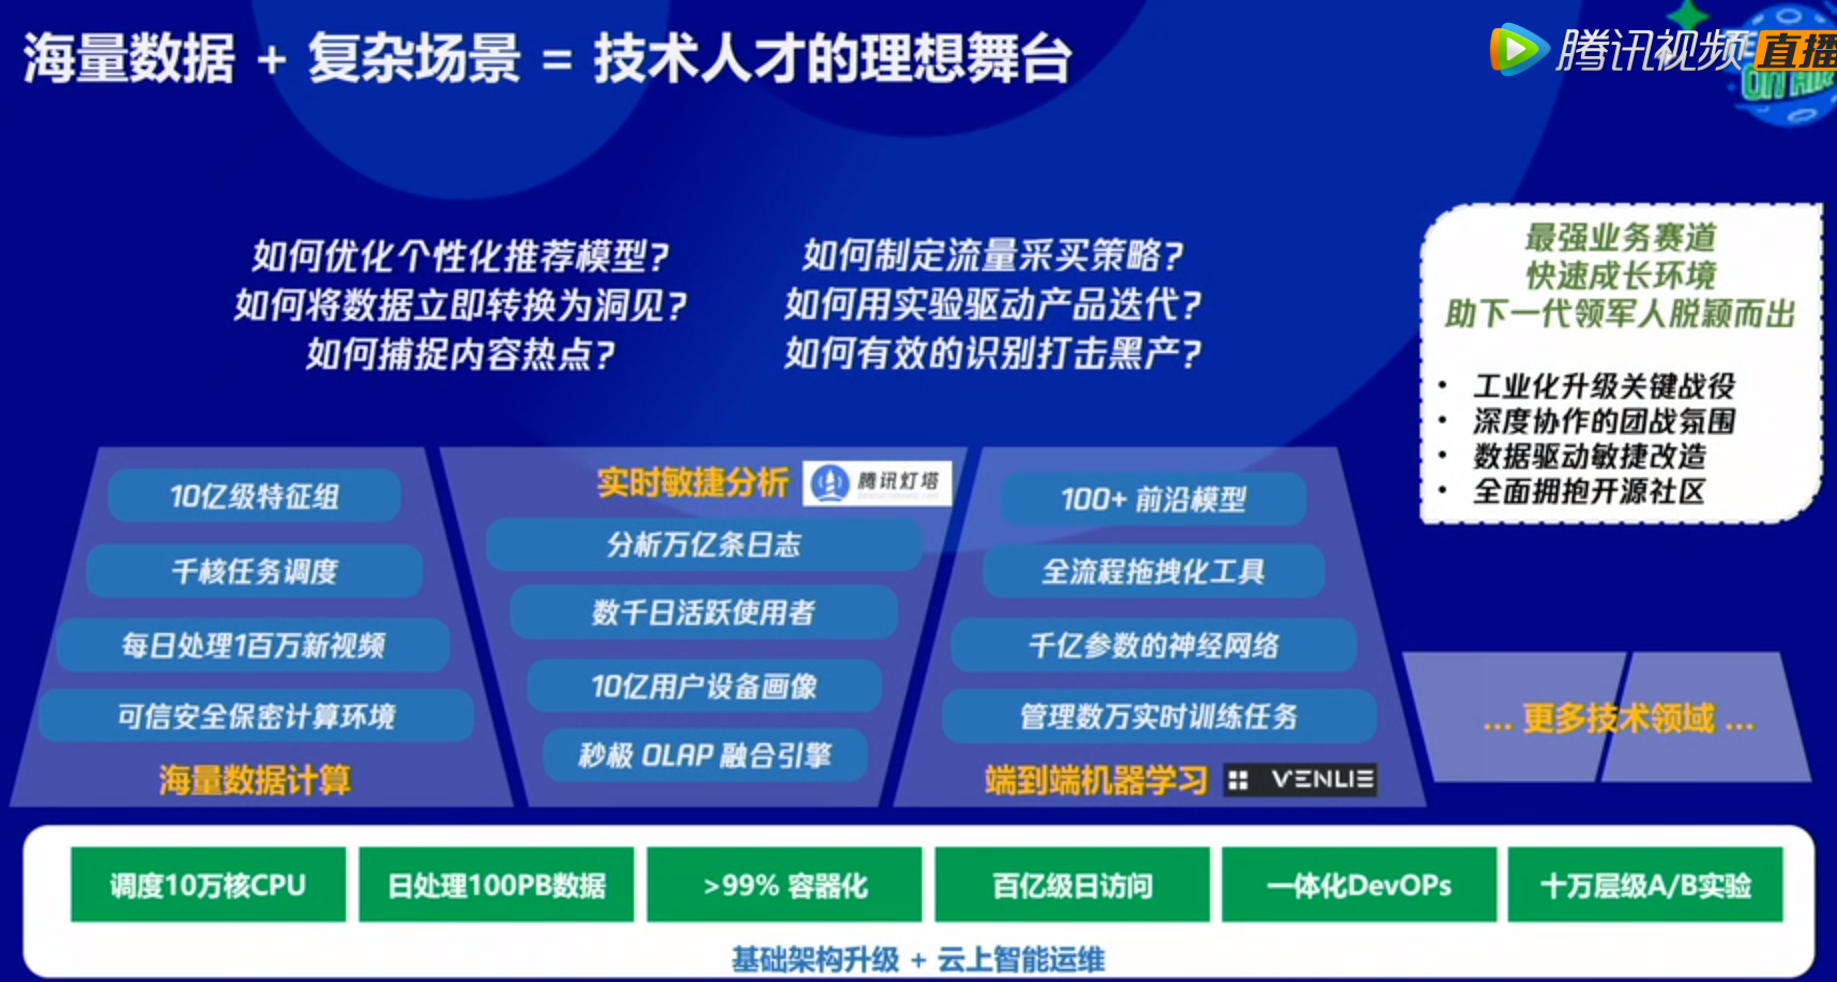 海量数据 + 复杂场景 = 技术人才的理想舞台
腾讯视频 直播
ON AIR
如何优化个性化推荐模型?
如何将数据立即转换为洞见?
如何捕捉内容热点?
如何制定流量采买策略?
如何用实验驱动产品迭代?
如何有效的识别打击黑产?
最强业务赛道
快速成长环境
助下一代领军人脱颖而出
• 工业化升级关键战役
• 深度协作的团战氛围
• 数据驱动敏捷改造
• 全面拥抱开源社区
10亿级特征组
千核任务调度
每日处理1百万新视频
可信安全保密计算环境
海量数据计算
实时敏捷分析 腾讯灯塔
分析万亿条日志
数千日活跃使用者
10亿用户设备画像
秒极 OLAP 融合引擎
100+ 前沿模型
全流程拖拽化工具
千亿参数的神经网络
管理数万实时训练任务
端到端机器学习 VENLIE
... 更多技术领域 ...
调度10万核CPU
日处理100PB数据
>99% 容器化
百亿级日访问
一体化DevOPs
十万层级A/B实验
基础架构升级 + 云上智能运维